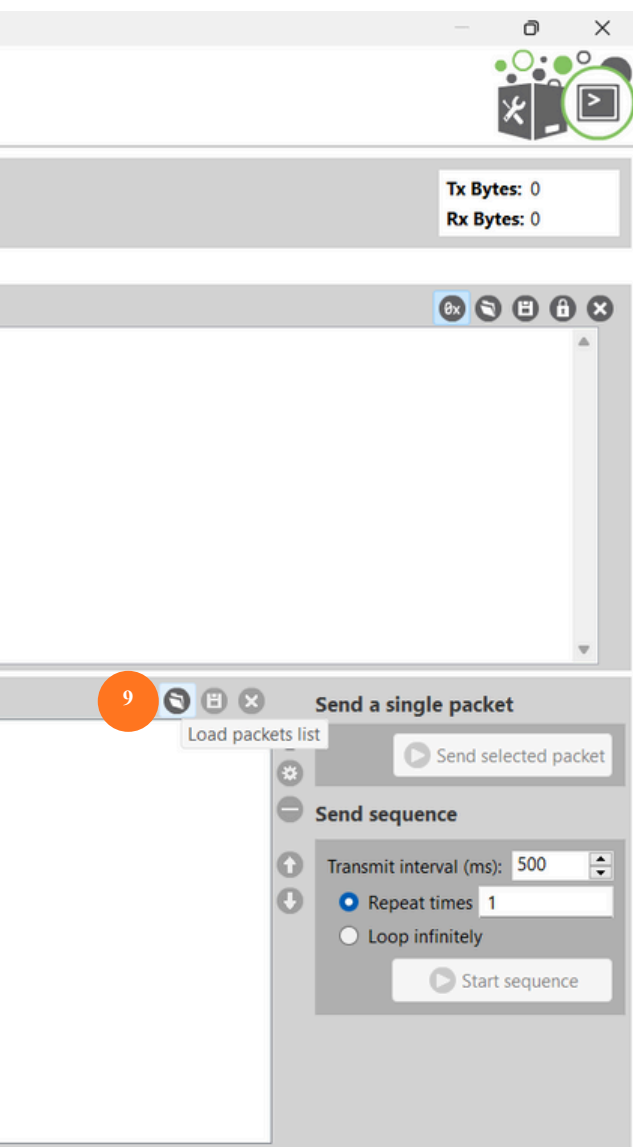 Tx Bytes: 0
Rx Bytes: 0
0x
9
Send a single packet
Load packets list
Send selected packet
Send sequence
Transmit interval (ms): 500
Repeat times 1
Loop infinitely
Start sequence